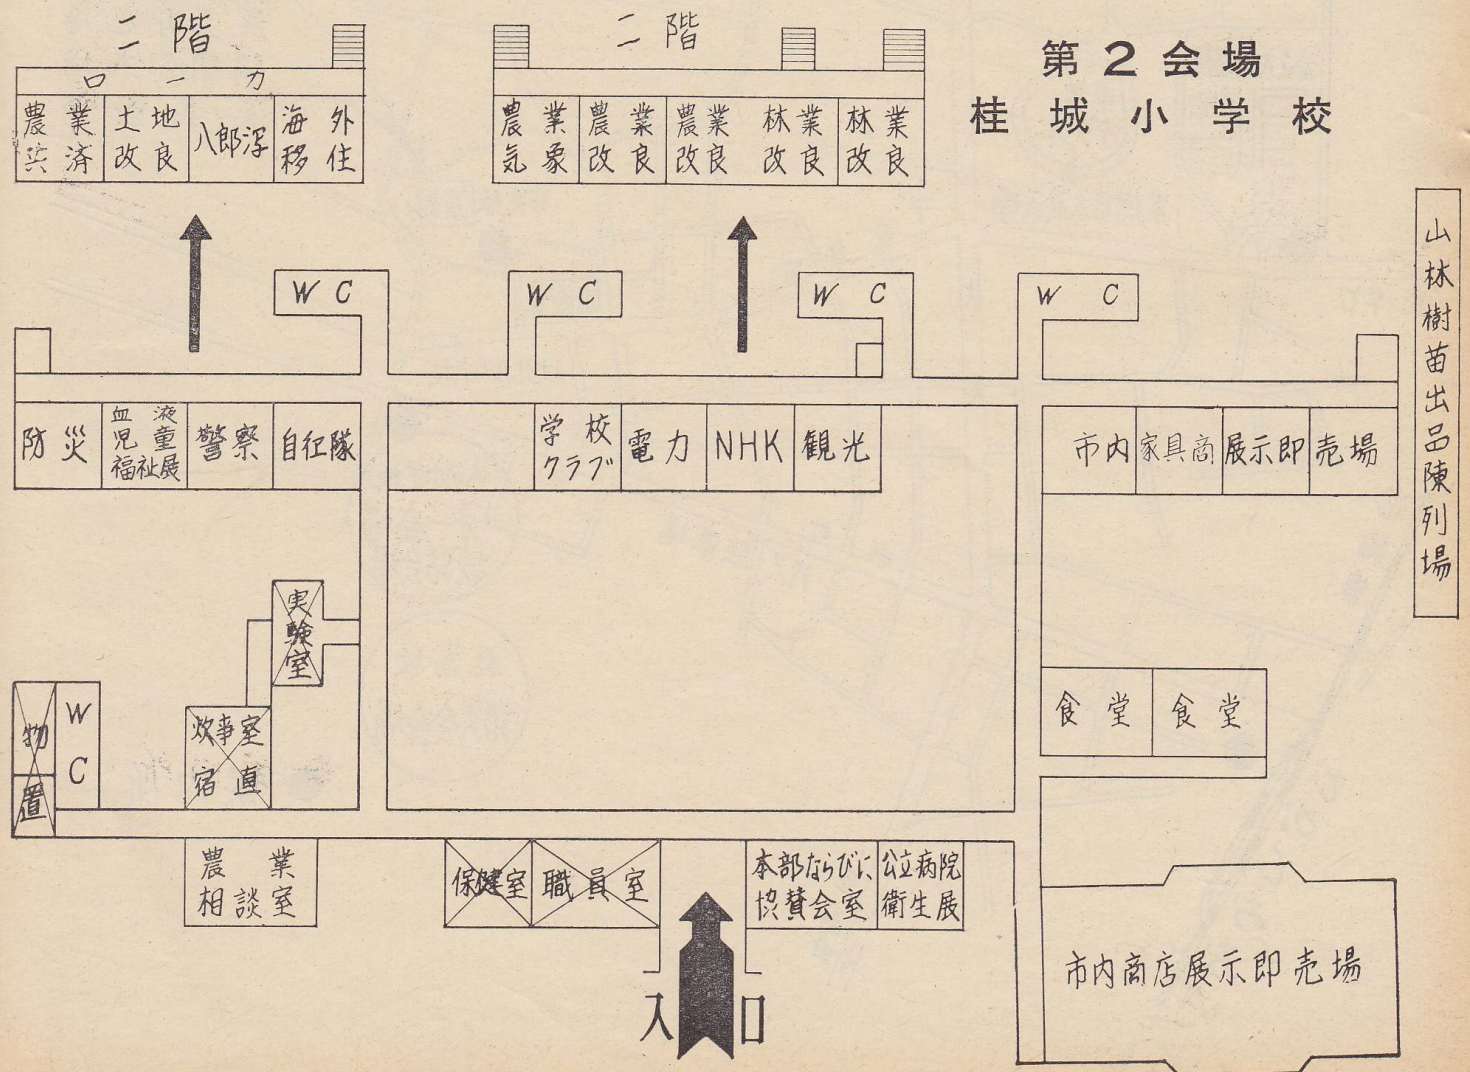 第2会場
桂城小学校
二階
ローカ
農業共済
土地改良
八郎潟
海外移住
二階
農業気象
農業改良
農業改良
林業改良
林業改良
WC
WC
WC
WC
山林樹苗出品陳列場
防災
血液
児童
福祉展
警察
自衛隊
学校
クラブ
電力
NHK
観光
市内家具商展示即売場
実験室
物置
WC
炊事室
宿直
食堂
食堂
農業
相談室
保健室
職員室
本部ならびに
協賛会室
公立病院
衛生展
市内商店展示即売場
入口